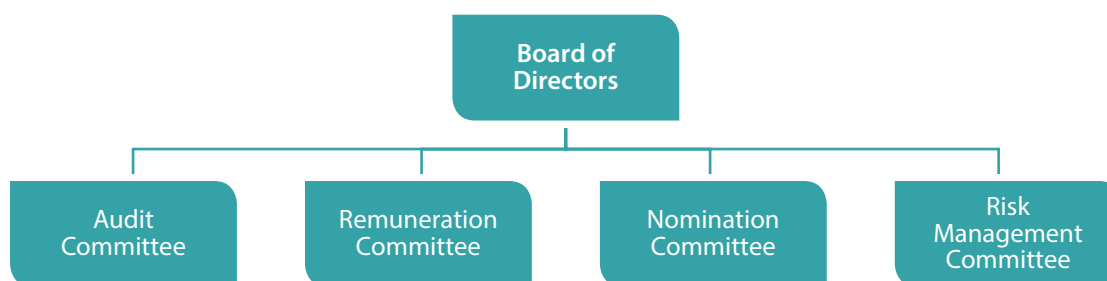 Board of
Directors
Audit
Committee
Remuneration
Committee
Nomination
Committee
Risk
Management
Committee